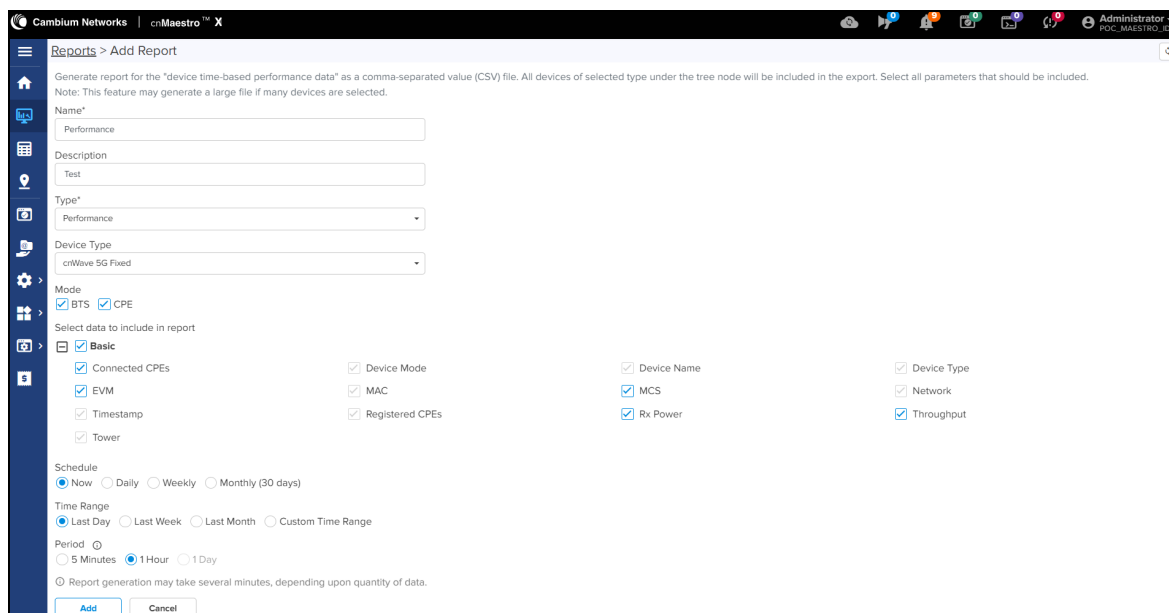 Cambium Networks | cnMaestro™ X
0 9 0 0 0 Administrator
POC_MAESTRO_ID
Reports > Add Report
Generate report for the "device time-based performance data" as a comma-separated value (CSV) file. All devices of selected type under the tree node will be included in the export. Select all parameters that should be included.
Note: This feature may generate a large file if many devices are selected.
Name*
Performance
Description
Test
Type*
Performance
Device Type
cnWave 5G Fixed
Mode
BTS CPE
Select data to include in report
Basic
Connected CPEs Device Mode Device Name Device Type
EVM MAC MCS Network
Timestamp Registered CPEs Rx Power Throughput
Tower
Schedule
Now Daily Weekly Monthly (30 days)
Time Range
Last Day Last Week Last Month Custom Time Range
Period
5 Minutes 1 Hour 1 Day
Report generation may take several minutes, depending upon quantity of data.
Add Cancel